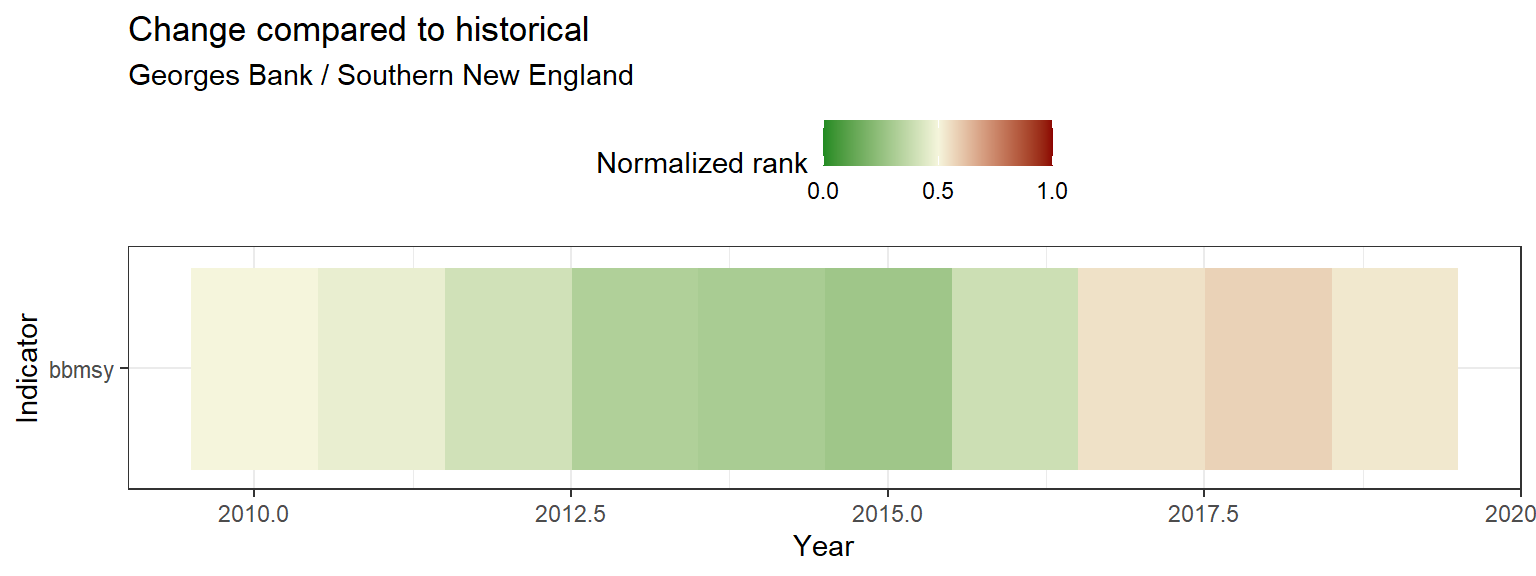 Change compared to historical
Georges Bank / Southern New England
Normalized rank
0.0 0.5 1.0
Indicator
bbmsy
2010.0 2012.5 2015.0 2017.5 2020
Year